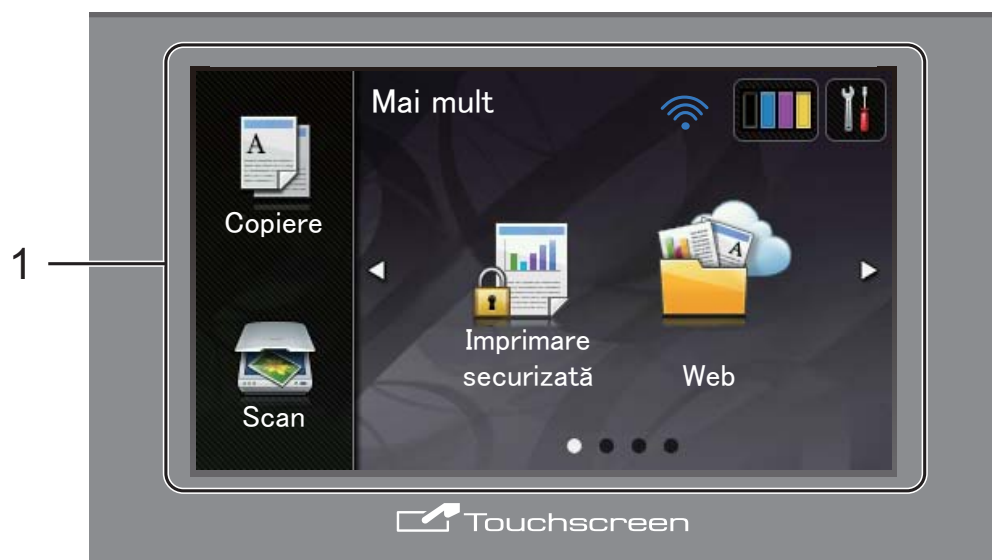 Mai mult
A
Copiere
1
A
Imprimare
securizată
Web
Scan
Touchscreen